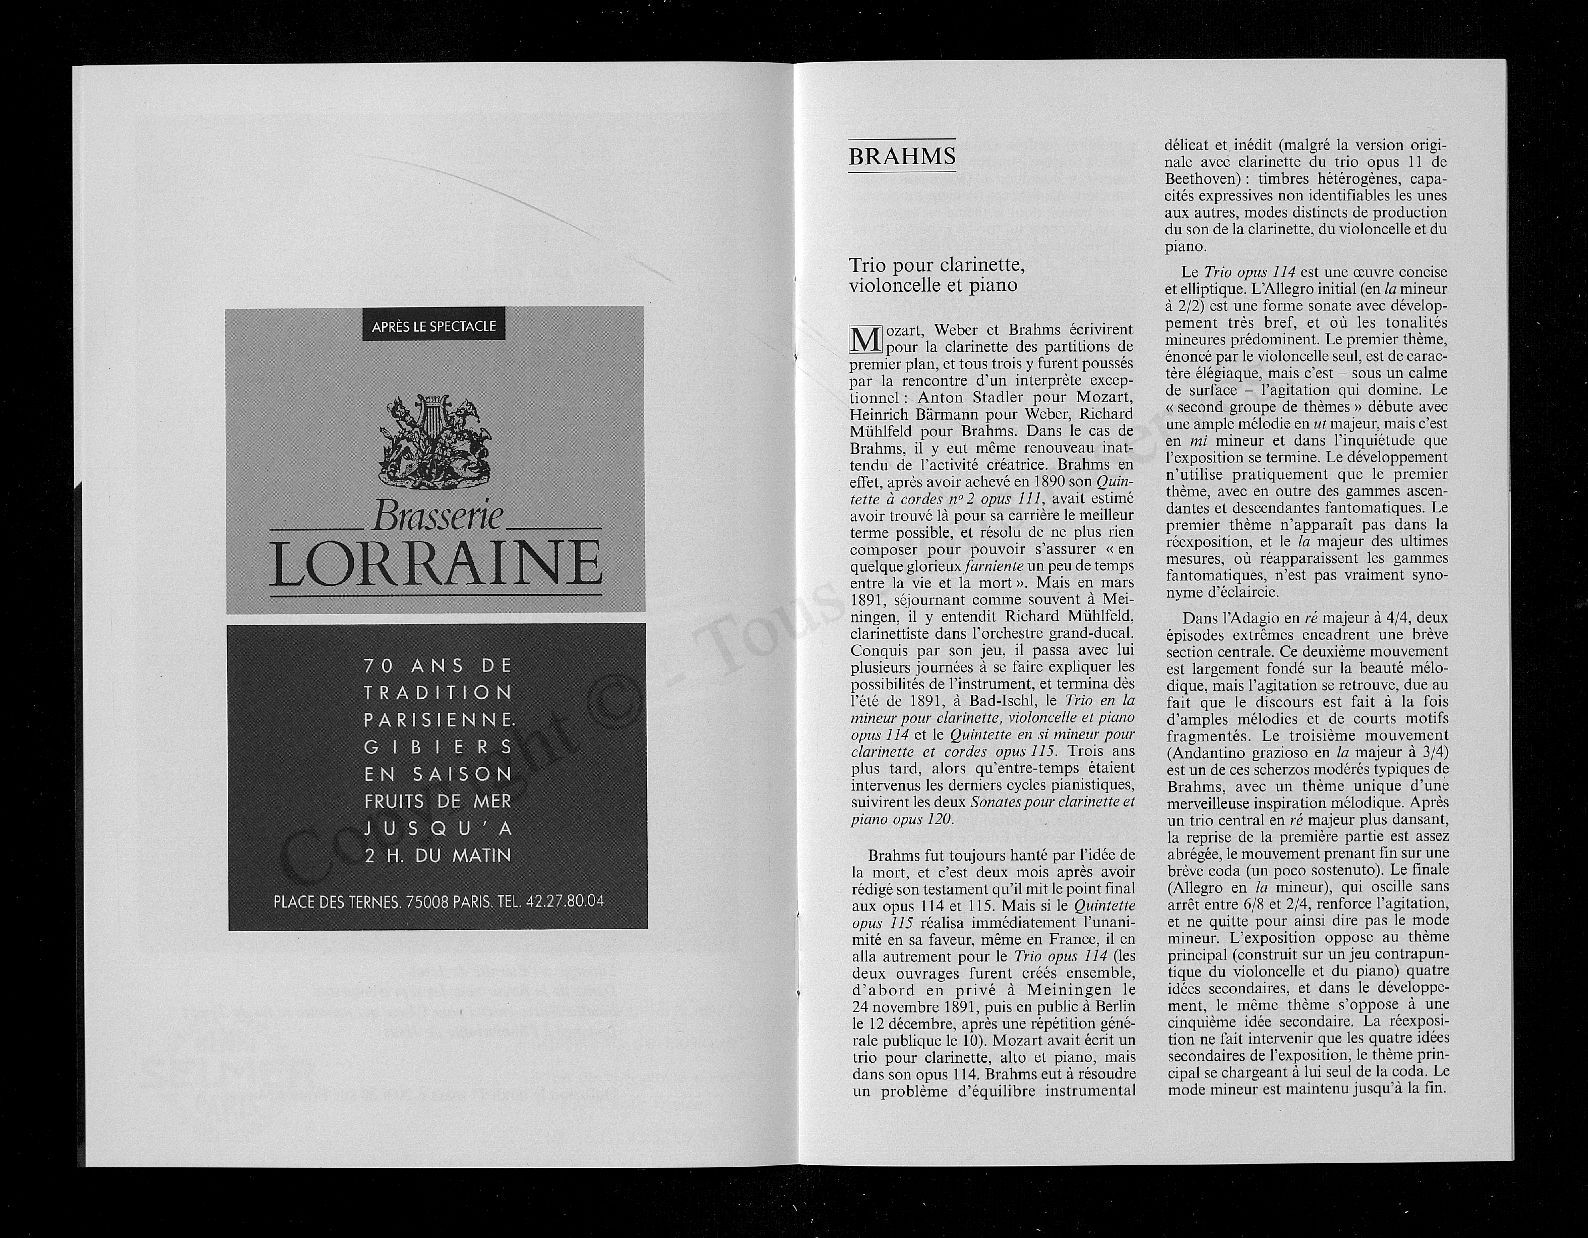 APRÈS LE SPECTACLE
Brasserie
LORRAINE
70 ANS DE
TRADITION
PARISIENNE.
GIBIERS
EN SAISON
FRUITS DE MER
JUSQU'A
2 H. DU MATIN
PLACE DES TERNES. 75008 PARIS. TEL. 42.27.80.04
Copyright © - Tous
BRAHMS
Trio pour clarinette,
violoncelle et piano
Mozart, Weber et Brahms écrivirent
pour la clarinette des partitions de
premier plan, et tous trois y furent poussés
par la rencontre d'un interprète excep-
tionnel : Anton Stadler pour Mozart,
Heinrich Bärmann pour Weber, Richard
Mühlfeld pour Brahms. Dans le cas de
Brahms, il y eut même renouveau inat-
tendu de l'activité créatrice. Brahms en
effet, après avoir achevé en 1890 son Quin-
tette à cordes n° 2 opus 111, avait estimé
avoir trouvé là pour sa carrière le meilleur
terme possible, et résolu de ne plus rien
composer pour pouvoir s'assurer « en
quelque glorieux farniente un peu de temps
entre la vie et la mort ». Mais en mars
1891, séjournant comme souvent à Mei-
ningen, il y entendit Richard Mühlfeld,
clarinettiste dans l'orchestre grand-ducal.
Conquis par son jeu, il passa avec lui
plusieurs journées à se faire expliquer les
possibilités de l'instrument, et termina dès
l'été de 1891, à Bad-Ischl, le Trio en la
mineur pour clarinette, violoncelle et piano
opus 114 et le Quintette en si mineur pour
clarinette et cordes opus 115. Trois ans
plus tard, alors qu'entre-temps étaient
intervenus les derniers cycles pianistiques,
suivirent les deux Sonates pour clarinette et
piano opus 120.
Brahms fut toujours hanté par l'idée de
la mort, et c'est deux mois après avoir
rédigé son testament qu'il mit le point final
aux opus 114 et 115. Mais si le Quintette
opus 115 réalisa immédiatement l'unani-
mité en sa faveur, même en France, il en
alla autrement pour le Trio opus 114 (les
deux ouvrages furent créés ensemble,
d'abord en privé à Meiningen le
24 novembre 1891, puis en public à Berlin
le 12 décembre, après une répétition géné-
rale publique le 10). Mozart avait écrit un
trio pour clarinette, alto et piano, mais
dans son opus 114, Brahms eut à résoudre
un problème d'équilibre instrumental
délicat et inédit (malgré la version origi-
nale avec clarinette du trio opus 11 de
Beethoven) : timbres hétérogènes, capa-
cités expressives non identifiables les unes
aux autres, modes distincts de production
du son de la clarinette, du violoncelle et du
piano.
Le Trio opus 114 est une œuvre concise
et elliptique. L'Allegro initial (en la mineur
à 2/2) est une forme sonate avec dévelop-
pement très bref, et où les tonalités
mineures prédominent. Le premier thème,
énoncé par le violoncelle seul, est de carac-
tère élégiaque, mais c'est – sous un calme
de surface – l'agitation qui domine. Le
« second groupe de thèmes » débute avec
une ample mélodie en ut majeur, mais c'est
en mi mineur et dans l'inquiétude que
l'exposition se termine. Le développement
n'utilise pratiquement que le premier
thème, avec en outre des gammes ascen-
dantes et descendantes fantomatiques. Le
premier thème n'apparaît pas dans la
réexposition, et le la majeur des ultimes
mesures, où réapparaissent les gammes
fantomatiques, n'est pas vraiment syno-
nyme d'éclaircie.
Dans l'Adagio en ré majeur à 4/4, deux
épisodes extrêmes encadrent une brève
section centrale. Ce deuxième mouvement
est largement fondé sur la beauté mélo-
dique, mais l'agitation se retrouve, due au
fait que le discours est fait à la fois
d'amples mélodies et de courts motifs
fragmentés. Le troisième mouvement
(Andantino grazioso en la majeur à 3/4)
est un de ces scherzos modérés typiques de
Brahms, avec un thème unique d'une
merveilleuse inspiration mélodique. Après
un trio central en ré majeur plus dansant,
la reprise de la première partie est assez
abrégée, le mouvement prenant fin sur une
brève coda (un poco sostenuto). Le finale
(Allegro en la mineur), qui oscille sans
arrêt entre 6/8 et 2/4, renforce l'agitation,
et ne quitte pour ainsi dire pas le mode
mineur. L'exposition oppose au thème
principal (construit sur un jeu contrapun-
tique du violoncelle et du piano) quatre
idées secondaires, et dans le développe-
ment, le même thème s'oppose à une
cinquième idée secondaire. La réexposi-
tion ne fait intervenir que les quatre idées
secondaires de l'exposition, le thème prin-
cipal se chargeant à lui seul de la coda. Le
mode mineur est maintenu jusqu'à la fin.